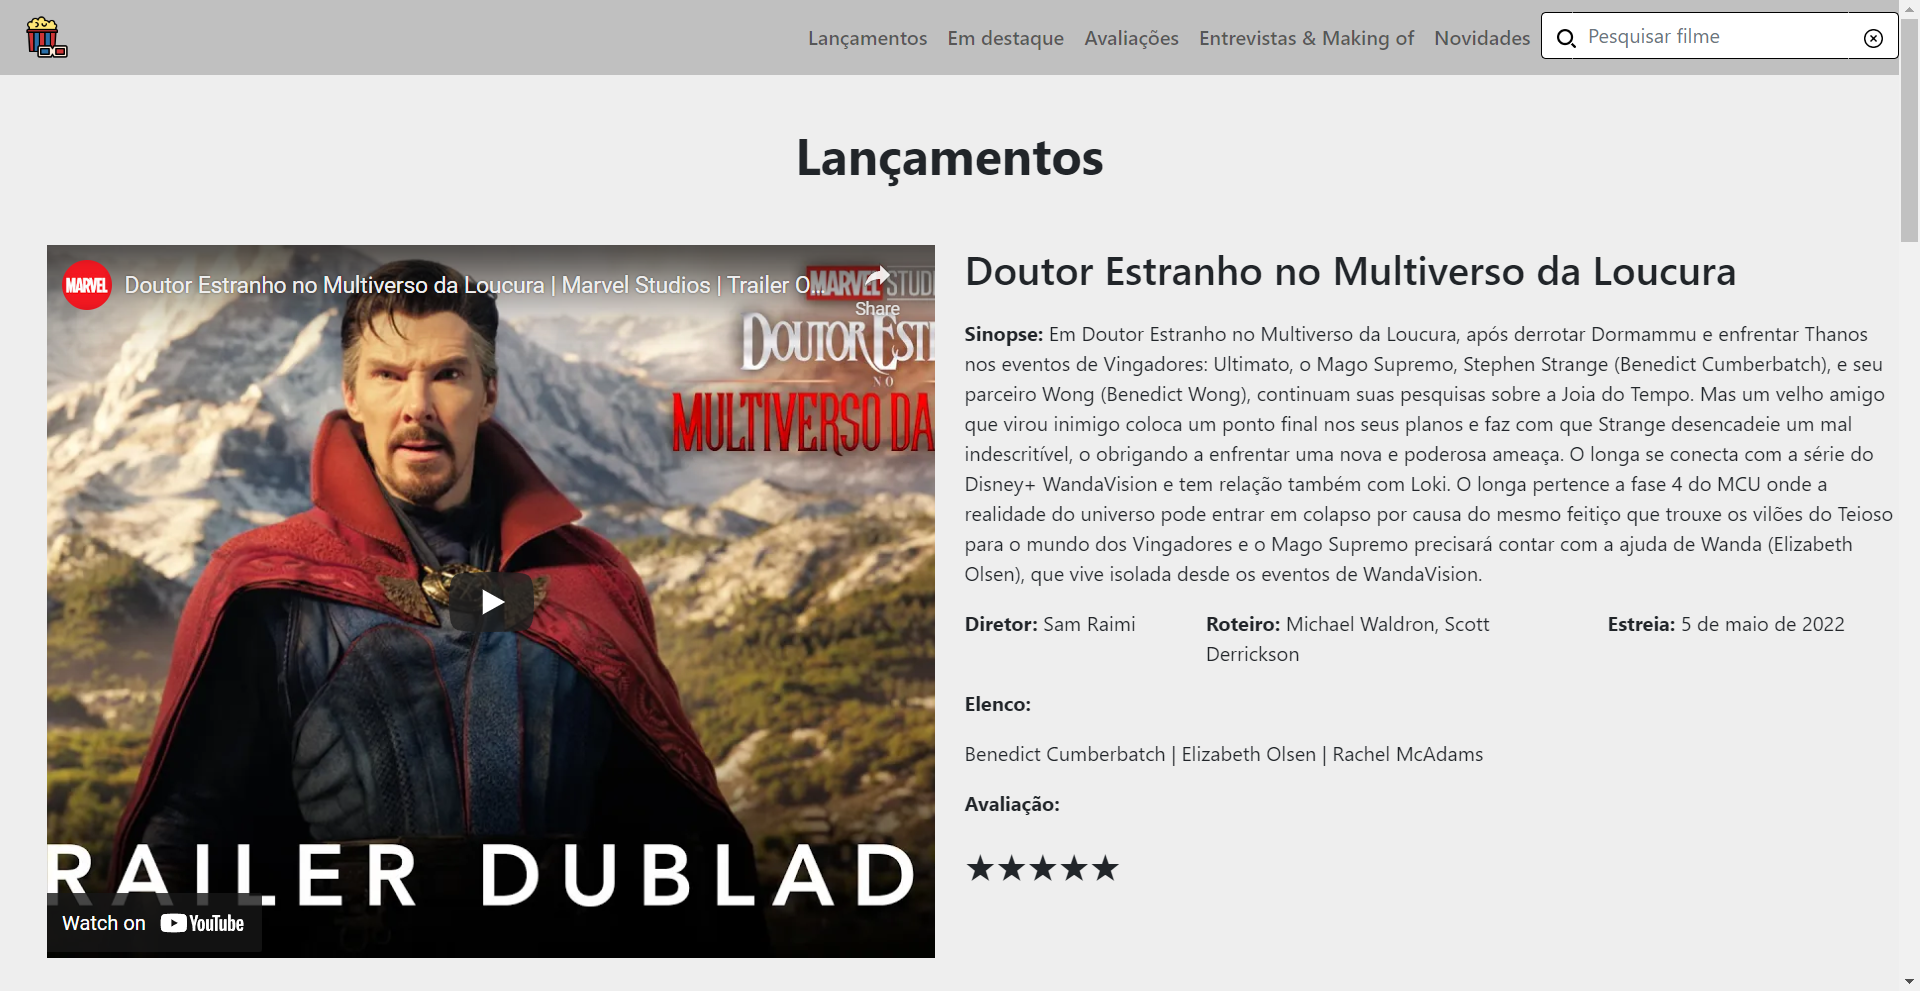 Lançamentos Em destaque Avaliações Entrevistas & Making of Novidades Pesquisar filme
Lançamentos
MARVEL Doutor Estranho no Multiverso da Loucura | Marvel Studios | Trailer O...
Share
MARVEL STUDI
DOUTOR ESTR
NO
MULTIVERSO DA
RAILER DUBLAD
Watch on YouTube
Doutor Estranho no Multiverso da Loucura
Sinopse: Em Doutor Estranho no Multiverso da Loucura, após derrotar Dormammu e enfrentar Thanos
nos eventos de Vingadores: Ultimato, o Mago Supremo, Stephen Strange (Benedict Cumberbatch), e seu
parceiro Wong (Benedict Wong), continuam suas pesquisas sobre a Joia do Tempo. Mas um velho amigo
que virou inimigo coloca um ponto final nos seus planos e faz com que Strange desencadeie um mal
indescritível, o obrigando a enfrentar uma nova e poderosa ameaça. O longa se conecta com a série do
Disney+ WandaVision e tem relação também com Loki. O longa pertence a fase 4 do MCU onde a
realidade do universo pode entrar em colapso por causa do mesmo feitiço que trouxe os vilões do Teioso
para o mundo dos Vingadores e o Mago Supremo precisará contar com a ajuda de Wanda (Elizabeth
Olsen), que vive isolada desde os eventos de WandaVision.
Diretor: Sam Raimi
Roteiro: Michael Waldron, Scott
Derrickson
Estreia: 5 de maio de 2022
Elenco:
Benedict Cumberbatch | Elizabeth Olsen | Rachel McAdams
Avaliação:
★★★★★